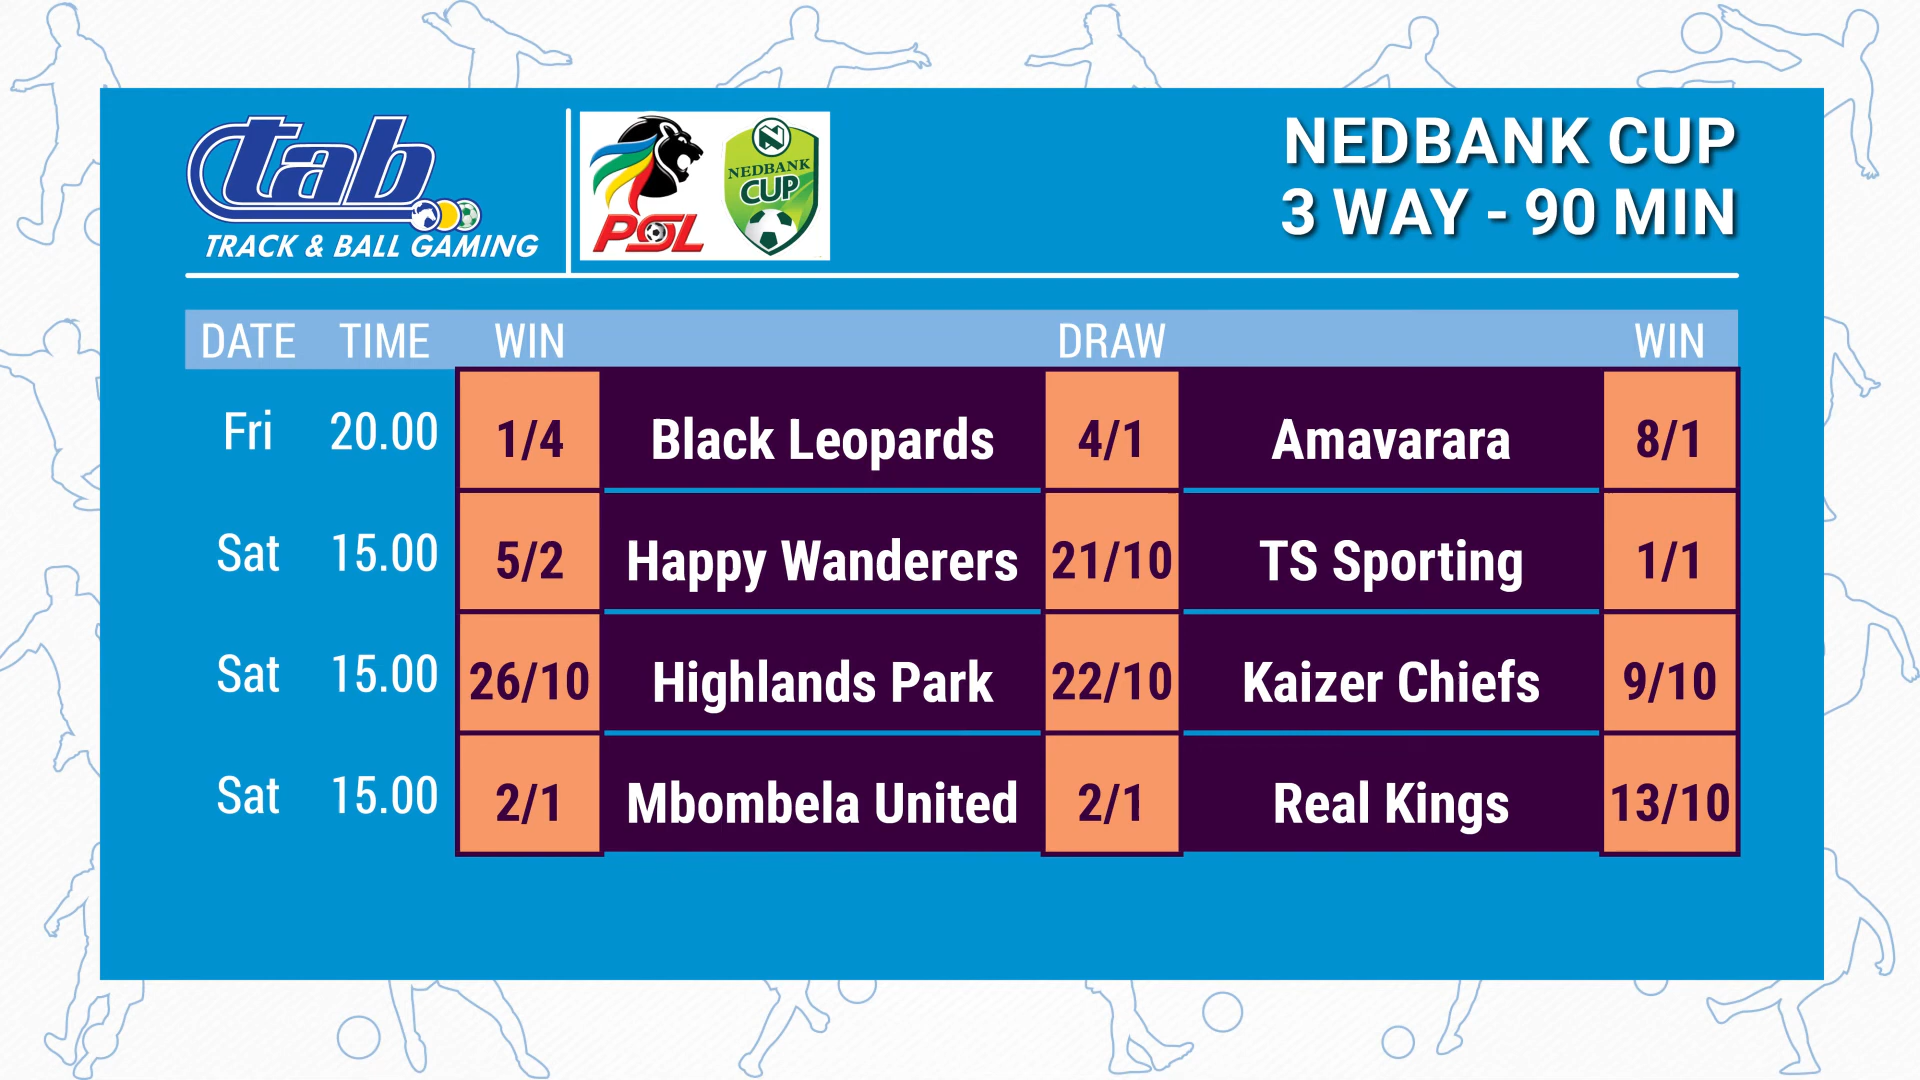 tab
TRACK & BALL GAMING
PSL
NEDBANK
CUP
NEDBANK CUP
3 WAY - 90 MIN
DATE TIME WIN DRAW WIN
Fri 20.00 1/4 Black Leopards 4/1 Amavarara 8/1
Sat 15.00 5/2 Happy Wanderers 21/10 TS Sporting 1/1
Sat 15.00 26/10 Highlands Park 22/10 Kaizer Chiefs 9/10
Sat 15.00 2/1 Mbombela United 2/1 Real Kings 13/10